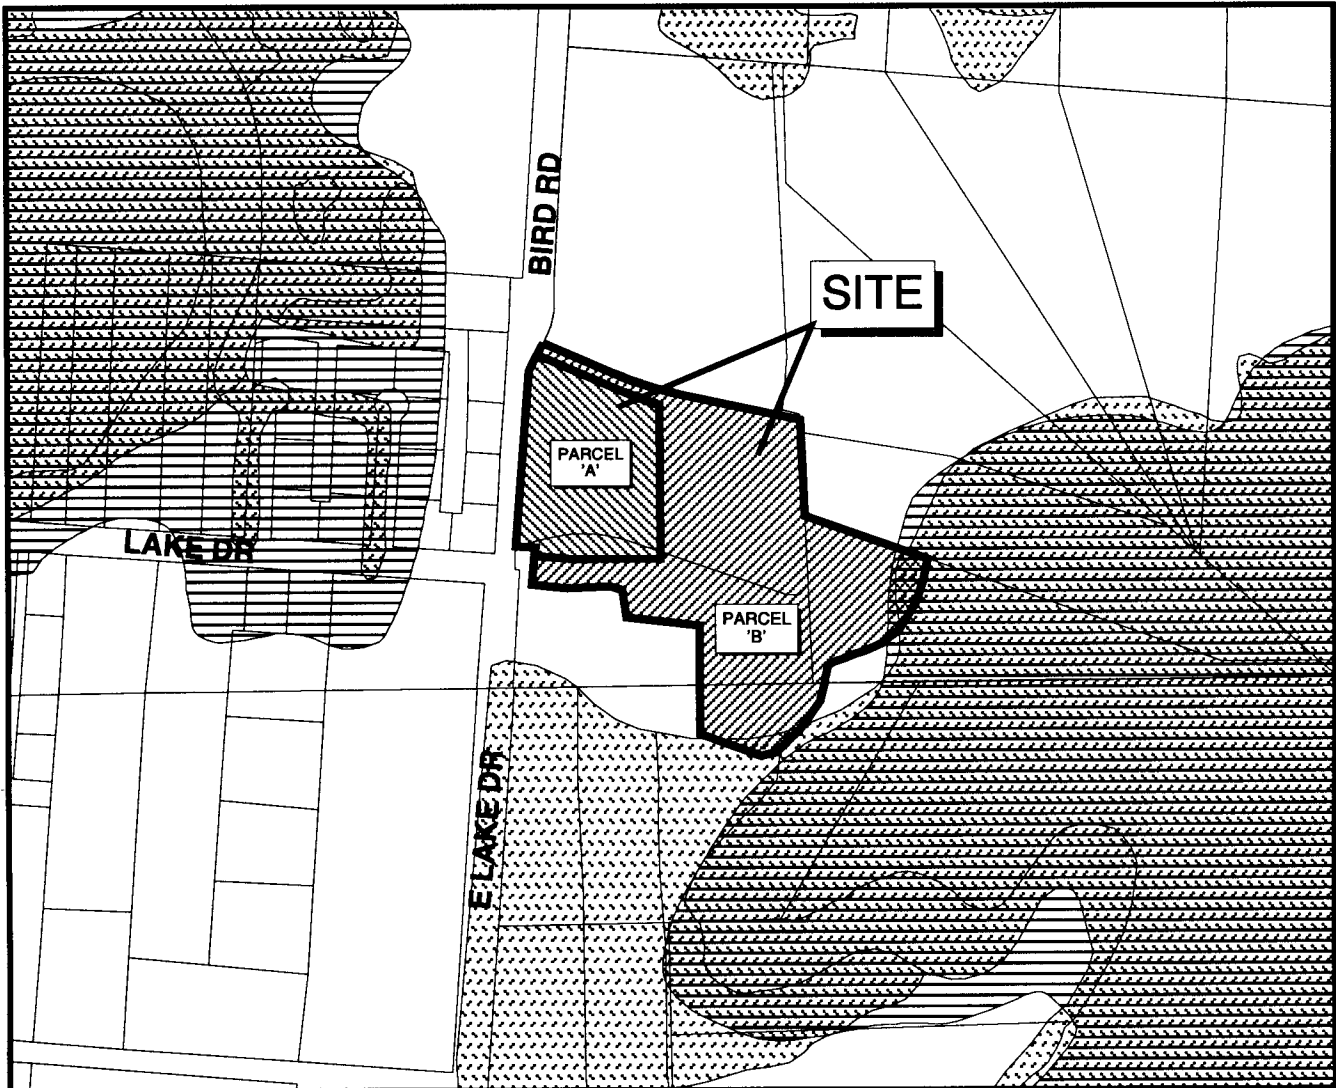 BIRD RD
SITE
PARCEL
'A'
LAKE DR
PARCEL
'B'
E LAKE DR